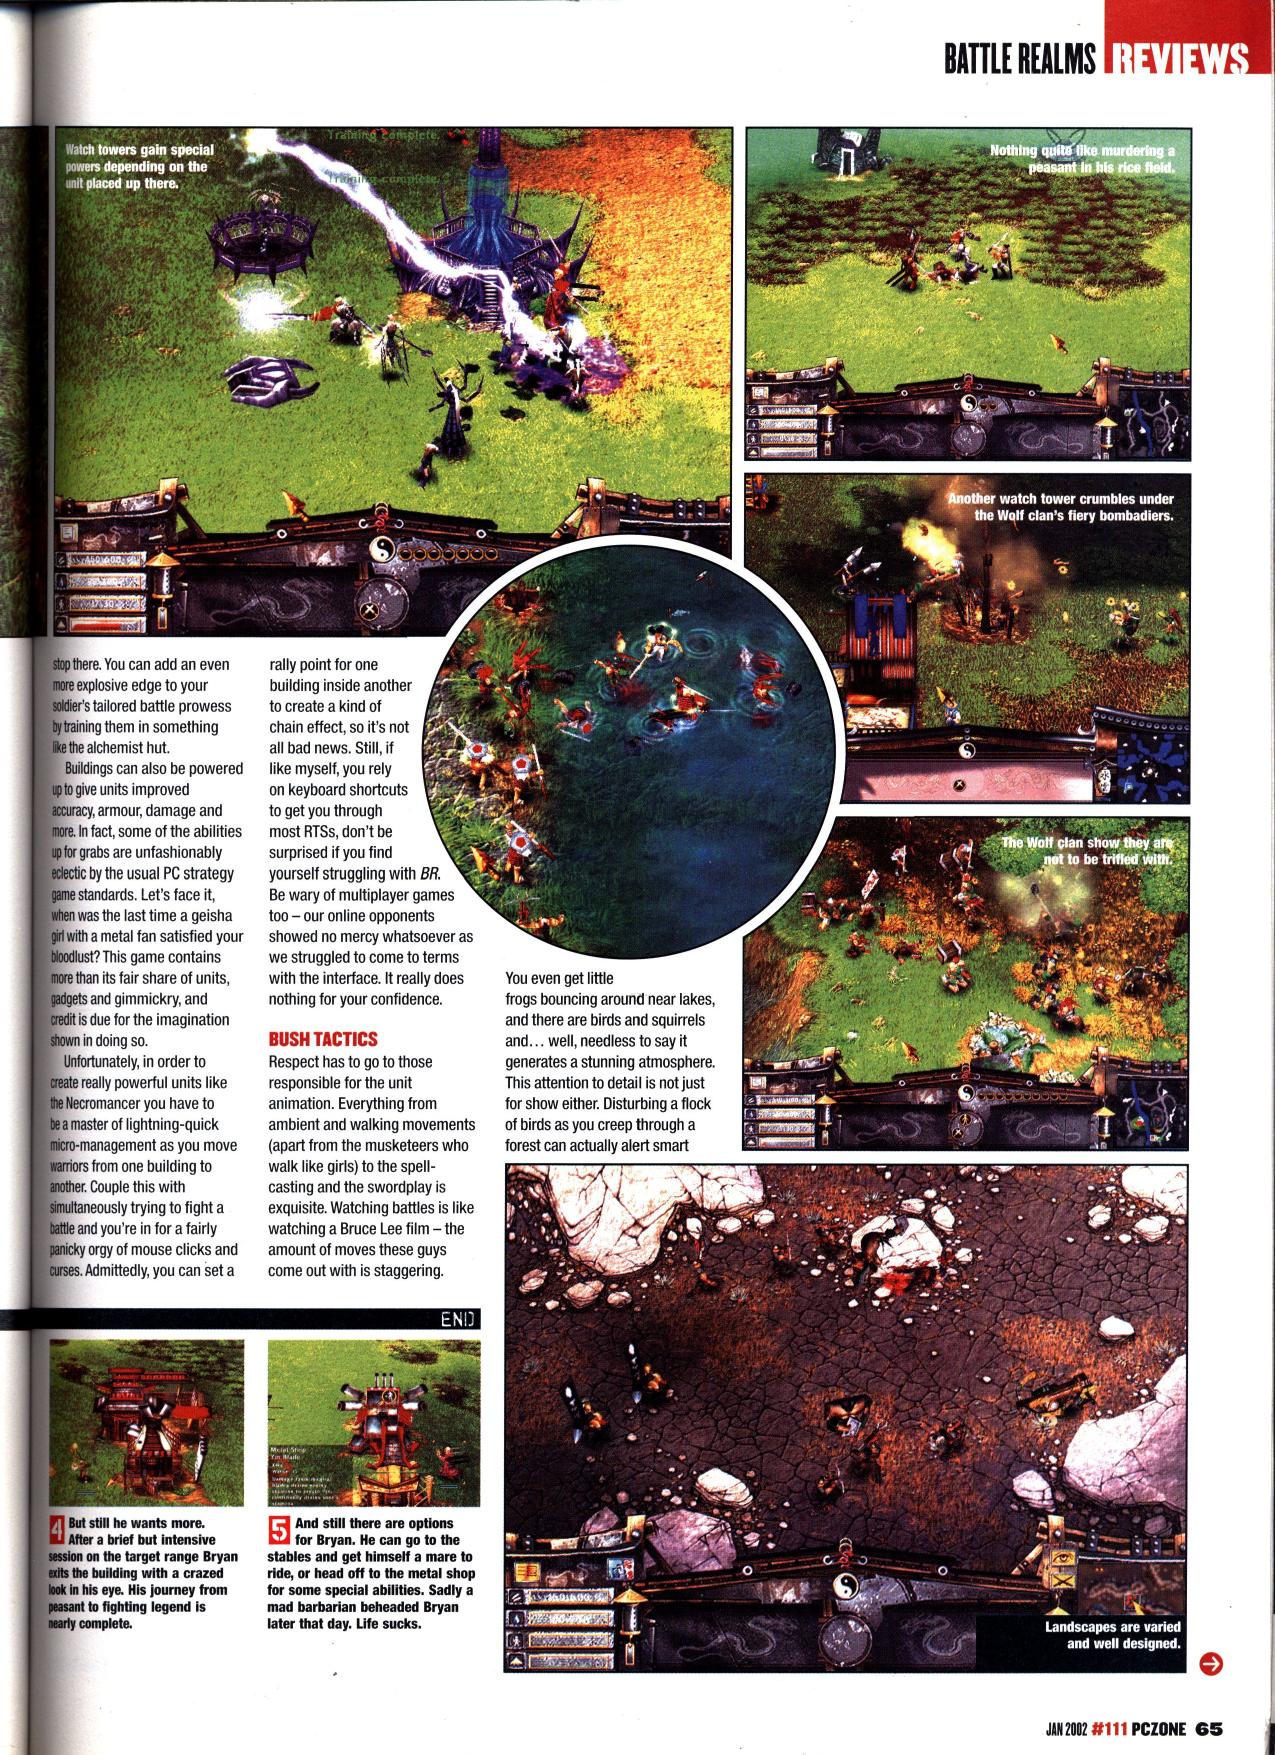 BATTLE REALMS REVIEWS
Watch towers gain special
powers depending on the
unit placed up there.
Training complete.
Training complete.
Nothing quite like murdering a
peasant in his rice field.
Another watch tower crumbles under
the Wolf clan's fiery bombadiers.
The Wolf clan show they are
not to be trifled with.
stop there. You can add an even
more explosive edge to your
soldier's tailored battle prowess
by training them in something
like the alchemist hut.
Buildings can also be powered
up to give units improved
accuracy, armour, damage and
more. In fact, some of the abilities
up for grabs are unfashionably
eclectic by the usual PC strategy
game standards. Let's face it,
when was the last time a geisha
girl with a metal fan satisfied your
bloodlust? This game contains
more than its fair share of units,
gadgets and gimmickry, and
credit is due for the imagination
shown in doing so.
Unfortunately, in order to
create really powerful units like
the Necromancer you have to
be a master of lightning-quick
micro-management as you move
warriors from one building to
another. Couple this with
simultaneously trying to fight a
battle and you're in for a fairly
panicky orgy of mouse clicks and
curses. Admittedly, you can set a
rally point for one
building inside another
to create a kind of
chain effect, so it's not
all bad news. Still, if
like myself, you rely
on keyboard shortcuts
to get you through
most RTSs, don't be
surprised if you find
yourself struggling with BR.
Be wary of multiplayer games
too – our online opponents
showed no mercy whatsoever as
we struggled to come to terms
with the interface. It really does
nothing for your confidence.
BUSH TACTICS
Respect has to go to those
responsible for the unit
animation. Everything from
ambient and walking movements
(apart from the musketeers who
walk like girls) to the spell-
casting and the swordplay is
exquisite. Watching battles is like
watching a Bruce Lee film – the
amount of moves these guys
come out with is staggering.
You even get little
frogs bouncing around near lakes,
and there are birds and squirrels
and... well, needless to say it
generates a stunning atmosphere.
This attention to detail is not just
for show either. Disturbing a flock
of birds as you creep through a
forest can actually alert smart
END
4 But still he wants more.
After a brief but intensive
session on the target range Bryan
exits the building with a crazed
look in his eye. His journey from
peasant to fighting legend is
nearly complete.
Metal Shop
5 And still there are options
for Bryan. He can go to the
stables and get himself a mare to
ride, or head off to the metal shop
for some special abilities. Sadly a
mad barbarian beheaded Bryan
later that day. Life sucks.
Landscapes are varied
and well designed.
JAN 2002 #111 PCZONE 65